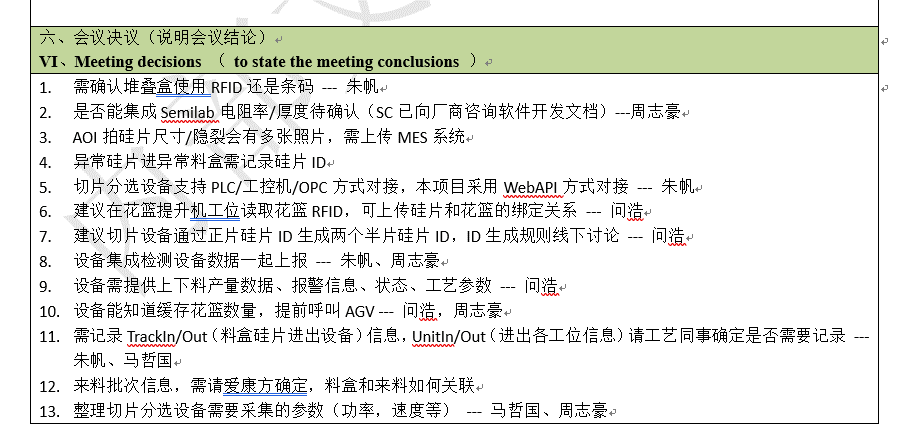 六、会议决议（说明会议结论）
VI、Meeting decisions （ to state the meeting conclusions ）
1. 需确认堆叠盒使用 RFID 还是条码 --- 朱帆
2. 是否能集成 Semilab 电阻率/厚度待确认（SC 已向厂商咨询软件开发文档）---周志豪
3. AOI 拍硅片尺寸/隐裂会有多张照片，需上传 MES 系统
4. 异常硅片进异常料盒需记录硅片 ID
5. 切片分选设备支持 PLC/工控机/OPC 方式对接，本项目采用 WebAPI 方式对接 --- 朱帆
6. 建议在花篮提升机工位读取花篮 RFID，可上传硅片和花篮的绑定关系 --- 问浩
7. 建议切片设备通过正片硅片 ID 生成两个半片硅片 ID，ID 生成规则线下讨论 --- 问浩
8. 设备集成检测设备数据一起上报 --- 朱帆、周志豪
9. 设备需提供上下料产量数据、报警信息、状态、工艺参数 --- 问浩
10. 设备能知道缓存花篮数量，提前呼叫 AGV --- 问浩，周志豪
11. 需记录 TrackIn/Out（料盒硅片进出设备）信息，UnitIn/Out（进出各工位信息）请工艺同事确定是否需要记录 ---
朱帆、马哲国
12. 来料批次信息，需请爱康方确定，料盒和来料如何关联
13. 整理切片分选设备需要采集的参数（功率，速度等） --- 马哲国、周志豪